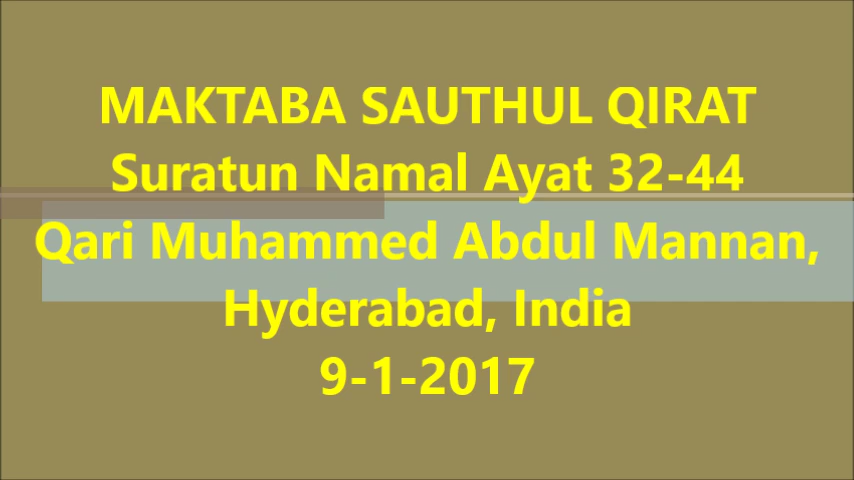 MAKTABA SAUTHUL QIRAT
Suratun Namal Ayat 32-44
Qari Muhammed Abdul Mannan,
Hyderabad, India
9-1-2017